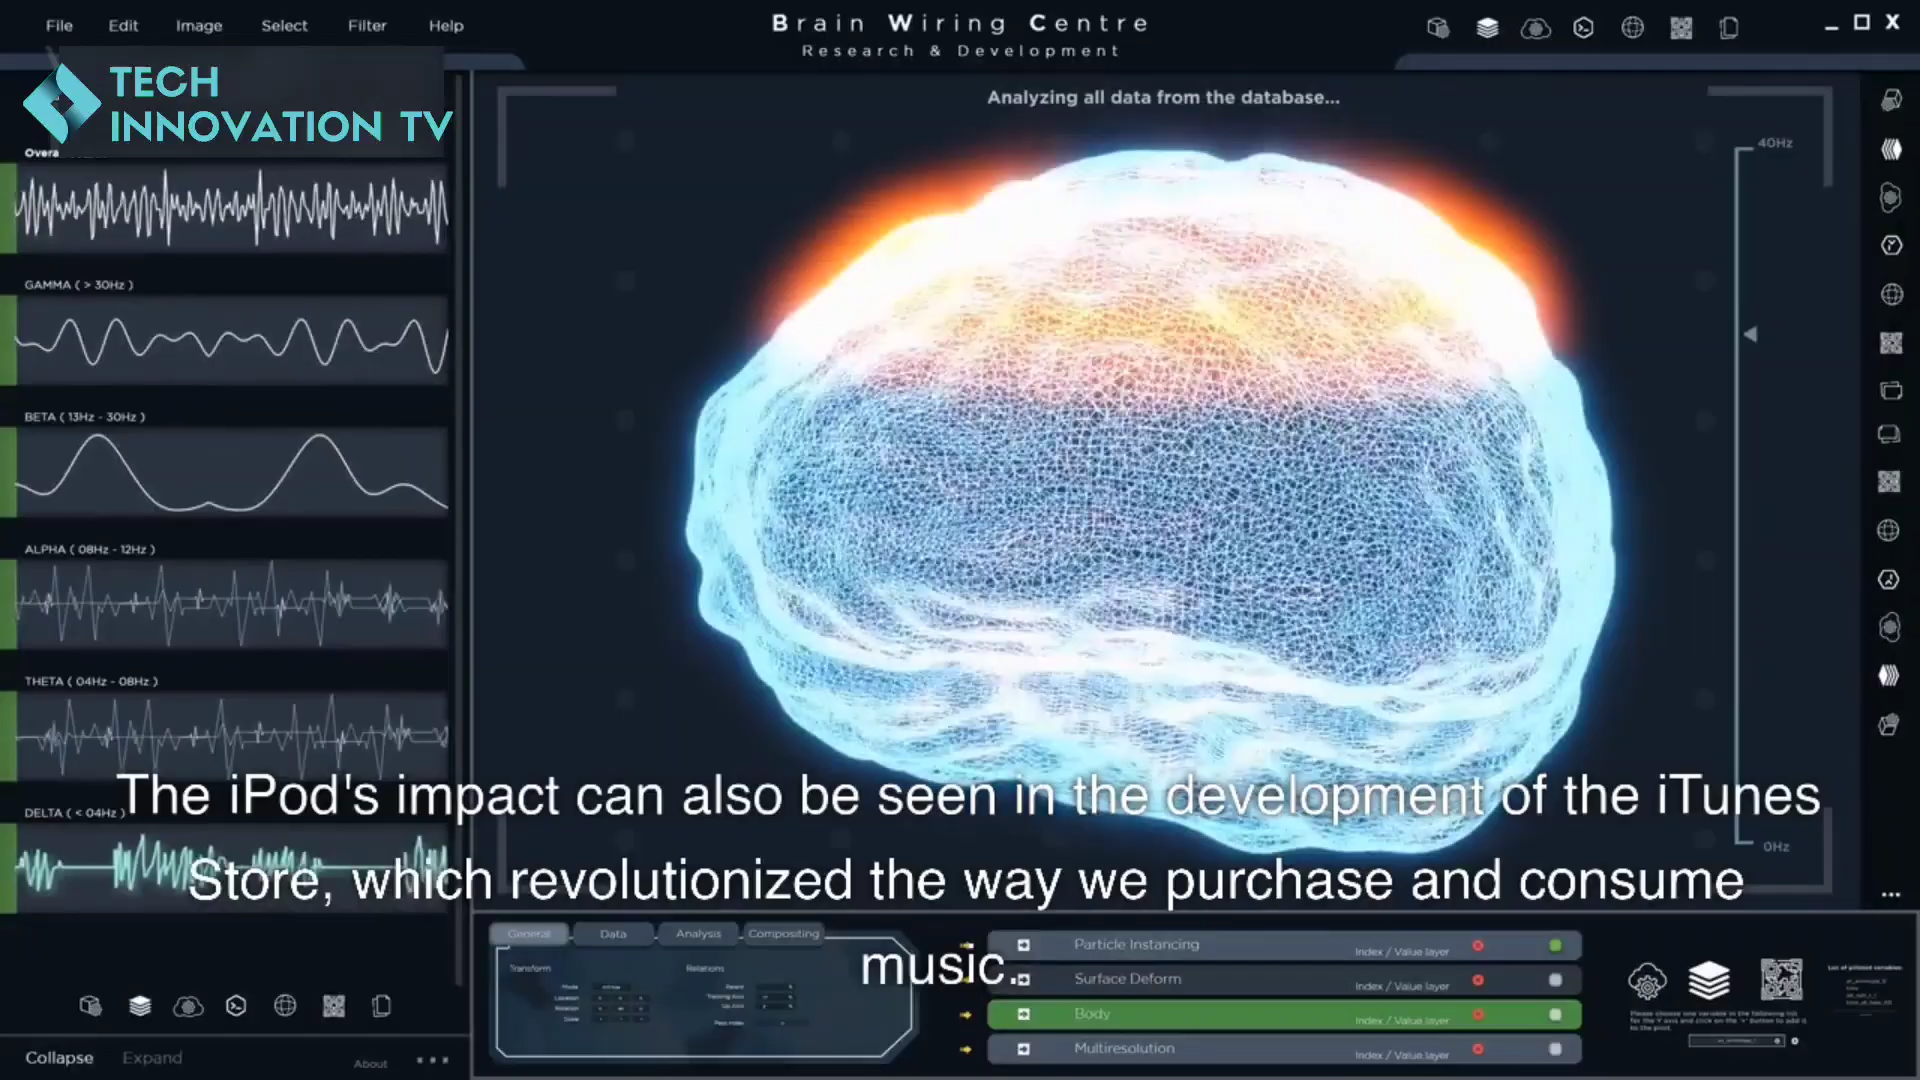 File Edit Image Select Filter Help
Brain Wiring Centre
Research & Development
TECH
INNOVATION TV
Analyzing all data from the database...
40Hz
GAMMA ( > 30Hz )
BETA ( 13Hz - 30Hz )
ALPHA ( 08Hz - 12Hz )
THETA ( 04Hz - 08Hz )
DELTA ( < 04Hz )
The iPod's impact can also be seen in the development of the iTunes
Store, which revolutionized the way we purchase and consume
music.
0Hz
General Data Analysis Compositing
Transform Relations
Particle Instancing Index / Value layer
Surface Deform
Body Index / Value layer
Multiresolution Index / Value layer
Collapse Expand About